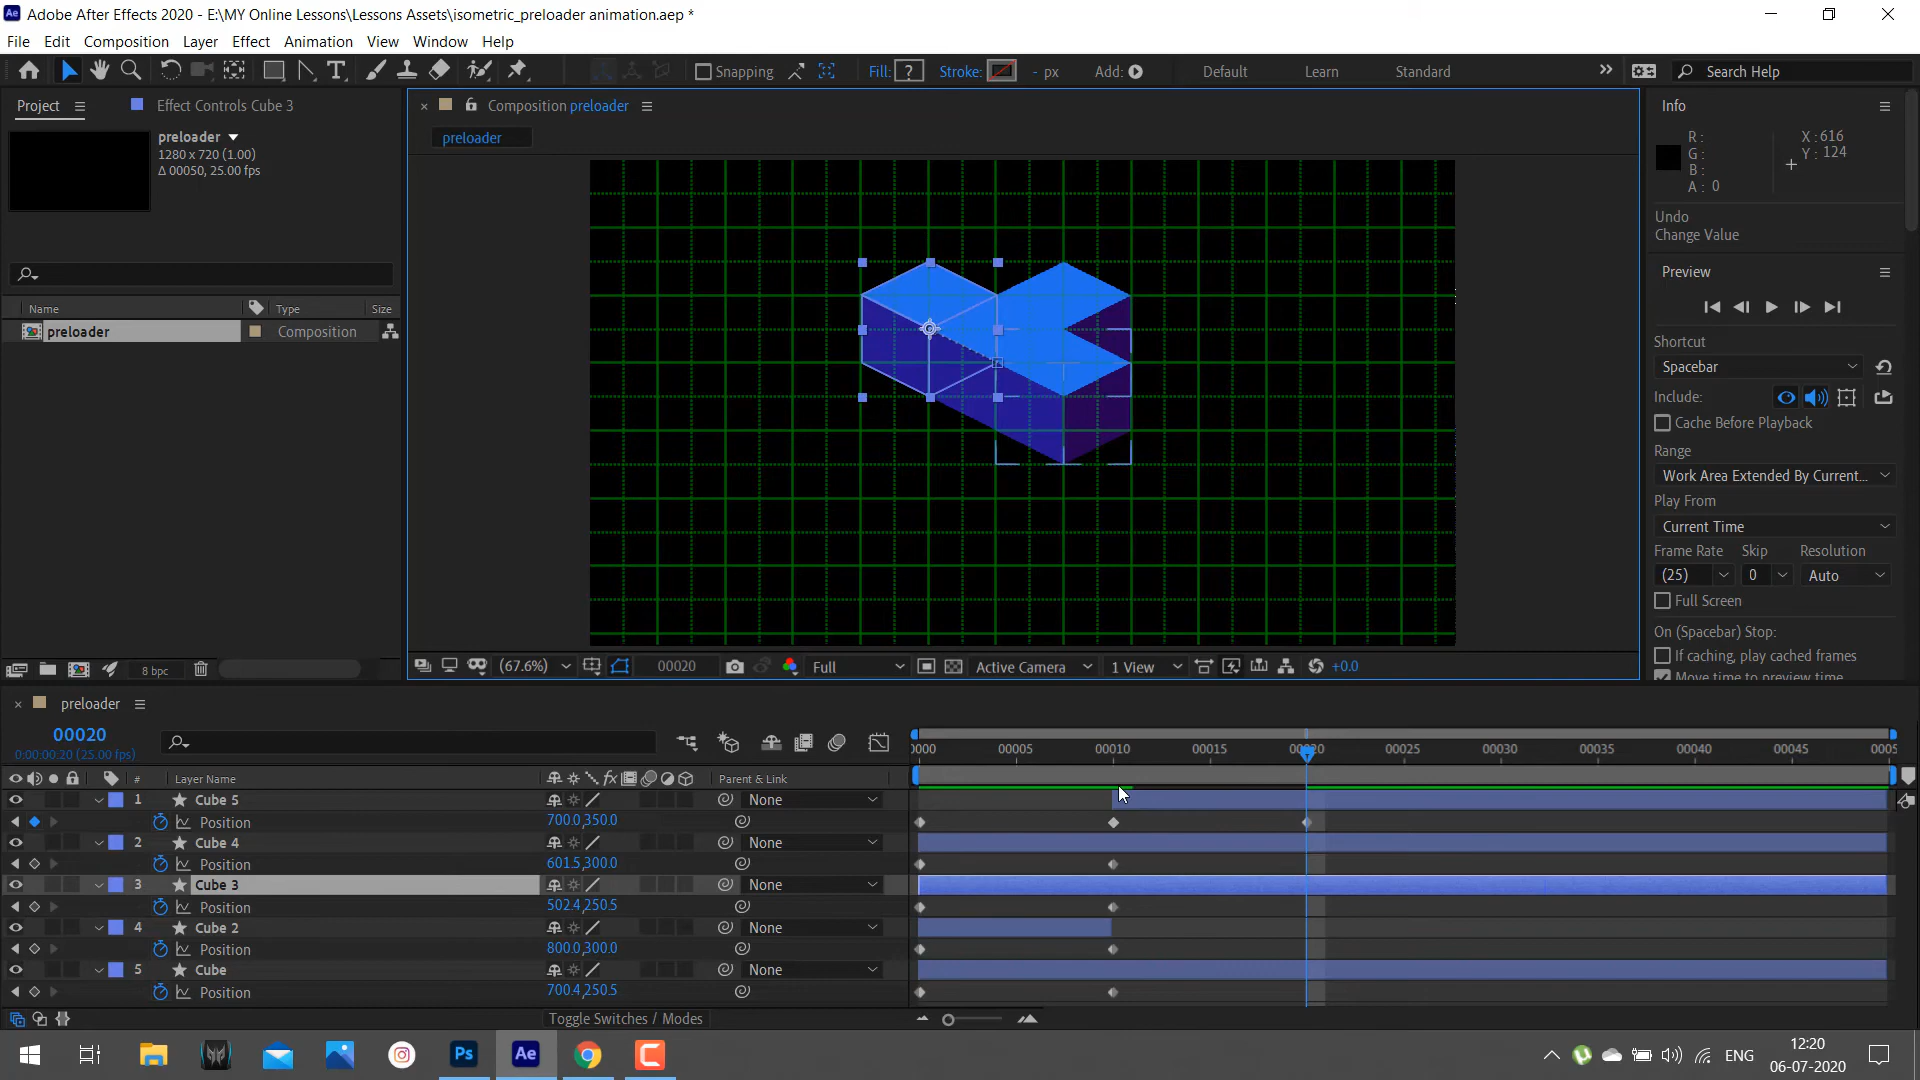 Adobe After Effects 2020 - E:\MY Online Lessons\Lessons Assets\isometric_preloader animation.aep *
File Edit Composition Layer Effect Animation View Window Help
Snapping Fill: ? Stroke: - px Add: Default Learn Standard Search Help
Project Effect Controls Cube 3 Composition preloader Info
preloader
1280 x 720 (1.00)
Δ 00050, 25.00 fps
preloader
R:
G:
B:
A: 0
X: 616
Y: 124
Undo
Change Value
Preview
Name Type Size
preloader Composition
Shortcut
Spacebar
Include:
Cache Before Playback
Range
Work Area Extended By Current...
Play From
Current Time
Frame Rate Skip Resolution
(25) 0 Auto
Full Screen
On (Spacebar) Stop:
If caching, play cached frames
Move time to preview time
8 bpc (67.6%) 00020 Full Active Camera 1 View +0.0
preloader
00020
0:00:00:20 (25.00 fps)
0000 00005 00010 00015 00020 00025 00030 00035 00040 00045 0005
# Layer Name fx Parent & Link
1 Cube 5 None
Position 700.0,350.0
2 Cube 4 None
Position 601.5,300.0
3 Cube 3 None
Position 502.4,250.5
4 Cube 2 None
Position 800.0,300.0
5 Cube None
Position 700.4,250.5
Toggle Switches / Modes
Ps Ae ENG 12:20
06-07-2020